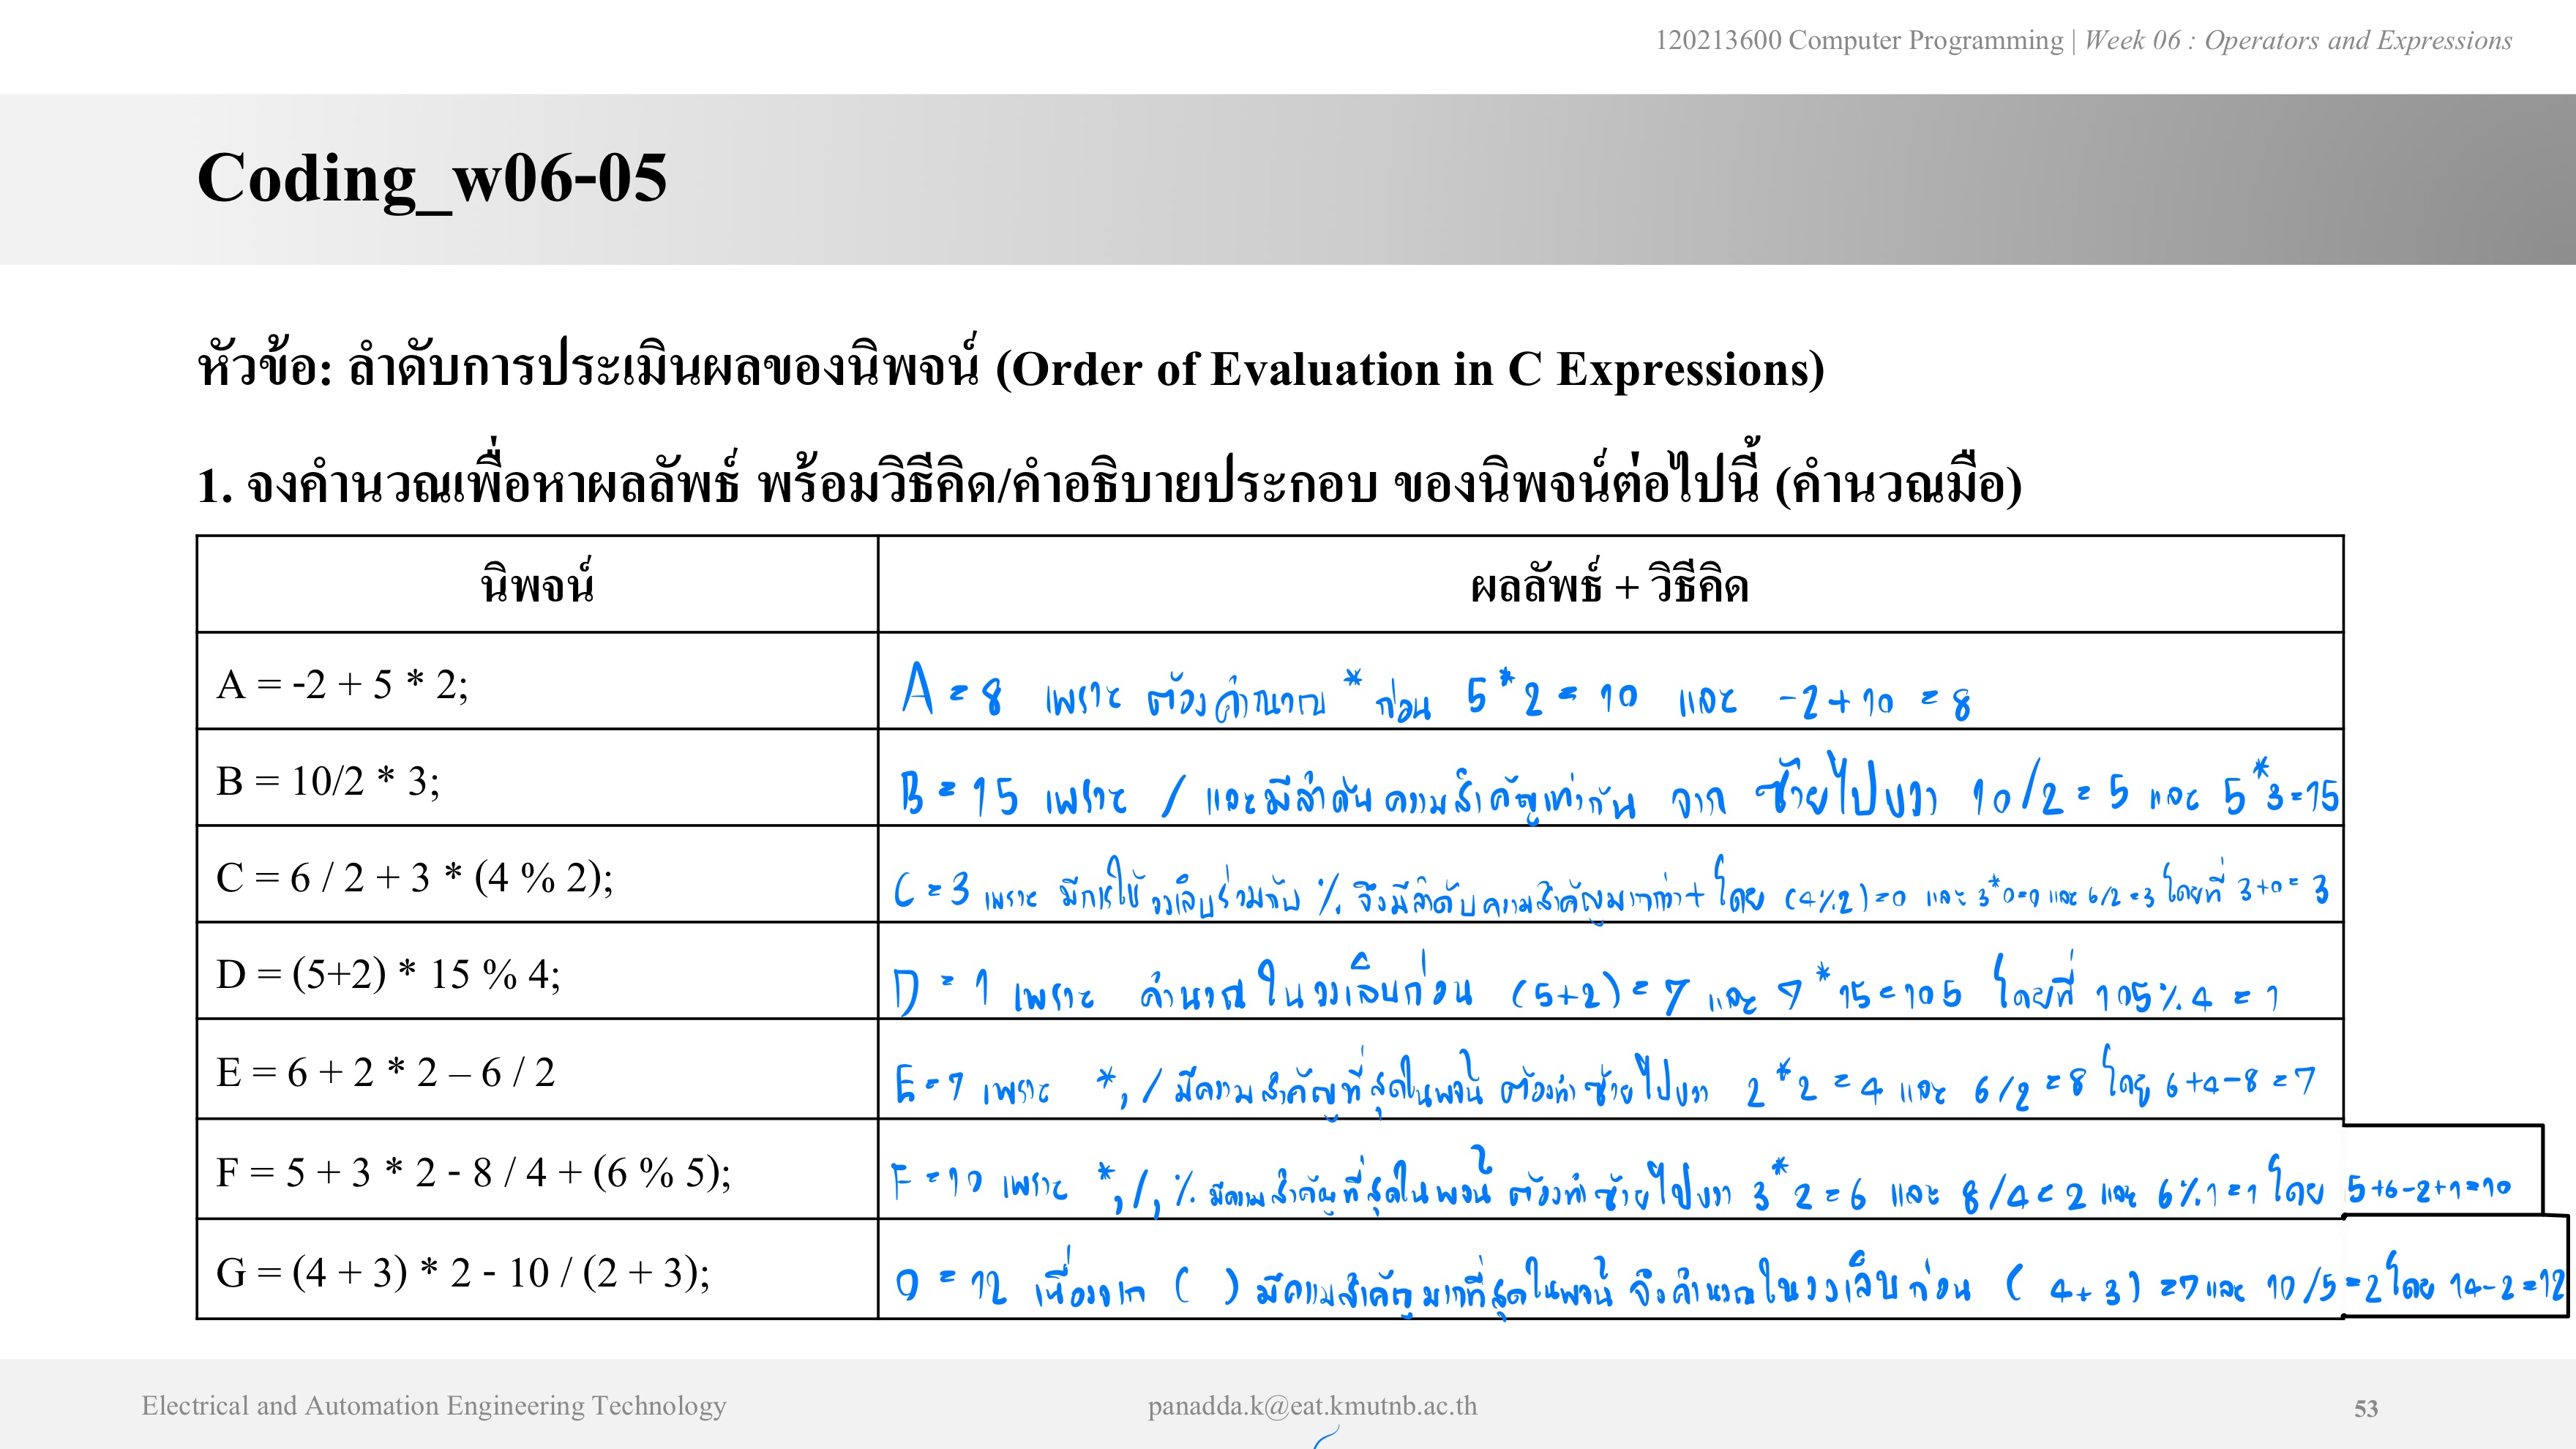 120213600 Computer Programming | Week 06 : Operators and Expressions
Coding_w06-05
หัวข้อ: ลำดับการประเมินผลของนิพจน์ (Order of Evaluation in C Expressions)
1. จงคำนวณเพื่อหาผลลัพธ์ พร้อมวิธีคิด/คำอธิบายประกอบ ของนิพจน์ต่อไปนี้ (คำนวณมือ)
นิพจน์ ผลลัพธ์ + วิธีคิด
A = -2 + 5 * 2; A = 8 เพราะ ต้อง คำณวณ * ก่อน 5 * 2 = 10 และ -2 + 10 = 8
B = 10/2 * 3; B = 15 เพราะ / และมีลำดับ ความสำคัญเท่ากัน จาก ซ้ายไปขวา 10/2 = 5 และ 5*3=15
C = 6 / 2 + 3 * (4 % 2); C = 3 เพราะ มีการใช้ วงเล็บร่วมกับ % จึงมีลำดับความสำคัญมากกว่า + โดย (4%2)=0 และ 3*0=0 และ 6/2=3 โดยที่ 3+0= 3
D = (5+2) * 15 % 4; D = 1 เพราะ คำนวณ ใน วงเล็บก่อน (5+2) = 7 และ 7 * 15 = 105 โดยที่ 105% 4 = 1
E = 6 + 2 * 2 – 6 / 2 E = 7 เพราะ *, / มีความสำคัญที่สุดในพจน์ ต้องทำ ซ้ายไปขวา 2 * 2 = 4 และ 6/2 = 8 โดย 6+4-8 = 7
F = 5 + 3 * 2 - 8 / 4 + (6 % 5); F = 10 เพราะ *, /, % มีความสำคัญที่สุดในพจน์ ต้องทำ ซ้ายไปขวา 3 * 2 = 6 และ 8/4 = 2 และ 6%1=1 โดย 5+6-2+1=10
G = (4 + 3) * 2 - 10 / (2 + 3); 0 = 12 เนื่องจาก ( ) มีความสำคัญมากที่สุดในพจน์ จึงคำนวณในวงเล็บก่อน ( 4+3 ) =7และ 10/5=2โดย 14-2=12
Electrical and Automation Engineering Technology panadda.k@eat.kmutnb.ac.th 53